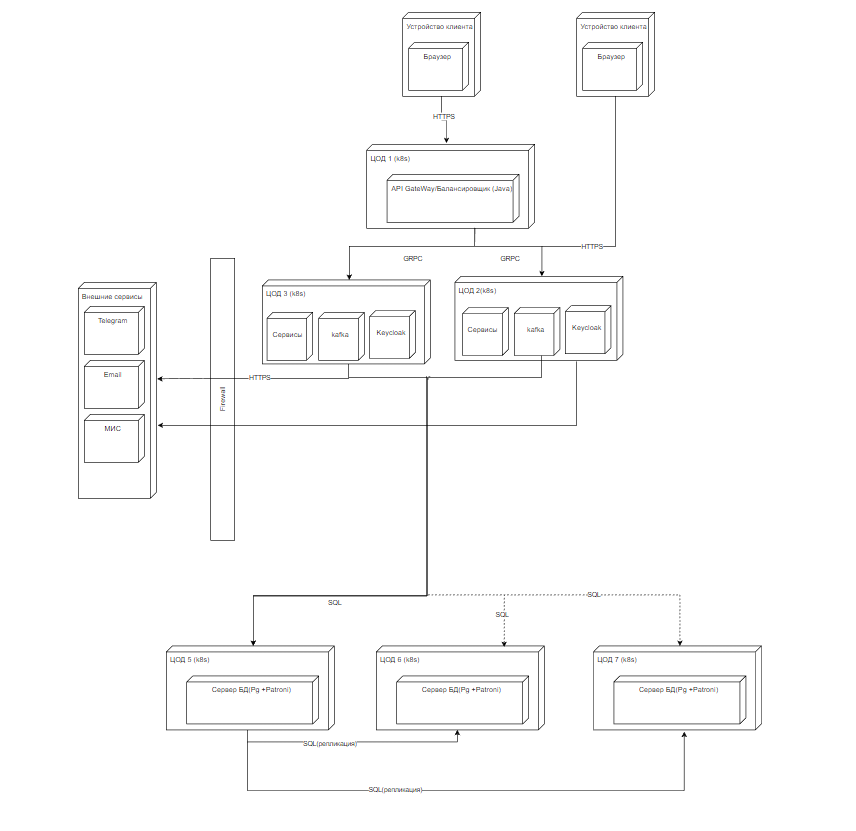 Устройство клиента
Браузер
Устройство клиента
Браузер
HTTPS
ЦОД 1 (k8s)
API GateWay/Балансировщик (Java)
HTTPS
GRPC
GRPC
Внешние сервисы
Telegram
Email
МИС
Firewall
ЦОД 3 (k8s)
Сервисы
kafka
Keycloak
ЦОД 2(k8s)
Сервисы
kafka
Keycloak
HTTPS
SQL
SQL
SQL
ЦОД 5 (k8s)
Сервер БД(Pg +Patroni)
ЦОД 6 (k8s)
Сервер БД(Pg +Patroni)
ЦОД 7 (k8s)
Сервер БД(Pg +Patroni)
SQL(репликация)
SQL(репликация)